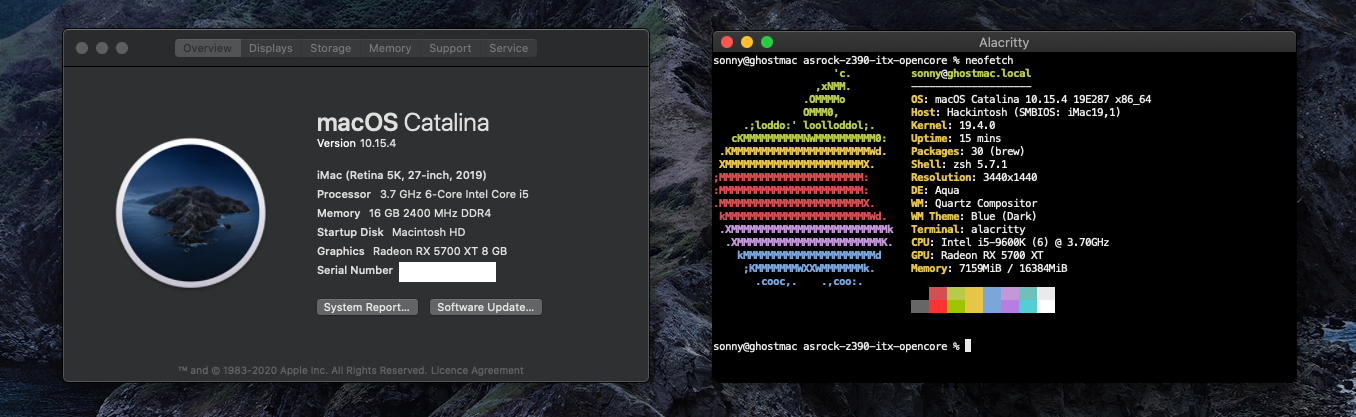 Overview Displays Storage Memory Support Service
macOS Catalina
Version 10.15.4
iMac (Retina 5K, 27-inch, 2019)
Processor 3.7 GHz 6-Core Intel Core i5
Memory 16 GB 2400 MHz DDR4
Startup Disk Macintosh HD
Graphics Radeon RX 5700 XT 8 GB
Serial Number
System Report... Software Update...
™ and © 1983-2020 Apple Inc. All Rights Reserved. Licence Agreement
Alacritty
sonny@ghostmac asrock-z390-itx-opencore % neofetch
'c. sonny@ghostmac.local
,xNMM. --------------------
.OMMMMo OS: macOS Catalina 10.15.4 19E287 x86_64
OMMM0, Host: Hackintosh (SMBIOS: iMac19,1)
.;loddo:' loolloddol;. Kernel: 19.4.0
cKMMMMMMMMMMNWMMMMMMMMMM0: Uptime: 15 mins
.KMMMMMMMMMMMMMMMMMMMMMMMWd. Packages: 30 (brew)
XMMMMMMMMMMMMMMMMMMMMMMMX. Shell: zsh 5.7.1
;MMMMMMMMMMMMMMMMMMMMMMMM: Resolution: 3440x1440
:MMMMMMMMMMMMMMMMMMMMMMMM: DE: Aqua
.MMMMMMMMMMMMMMMMMMMMMMMMX. WM: Quartz Compositor
kMMMMMMMMMMMMMMMMMMMMMMMMWd. WM Theme: Blue (Dark)
.XMMMMMMMMMMMMMMMMMMMMMMMMMMk Terminal: alacritty
.XMMMMMMMMMMMMMMMMMMMMMMMMK. CPU: Intel i5-9600K (6) @ 3.70GHz
kMMMMMMMMMMMMMMMMMMMMMMd GPU: Radeon RX 5700 XT
;KMMMMMMMWXXWMMMMMMMk. Memory: 7159MiB / 16384MiB
.cooc,. .,coo:.
sonny@ghostmac asrock-z390-itx-opencore %